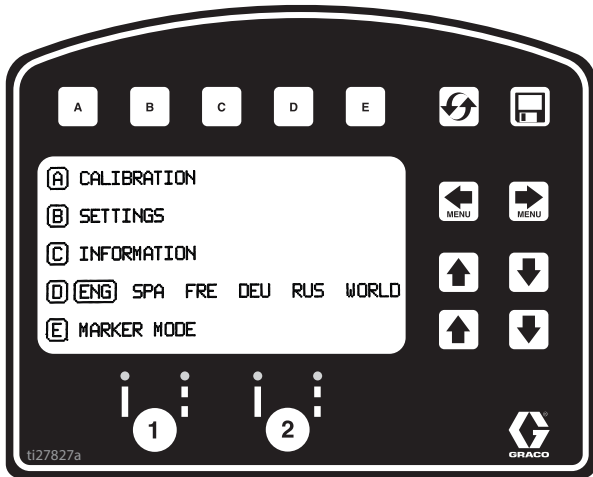 A B C D E
A CALIBRATION
MENU MENU
B SETTINGS
C INFORMATION
D ENG SPA FRE DEU RUS WORLD
E MARKER MODE
1 2
ti27827a
GRACO